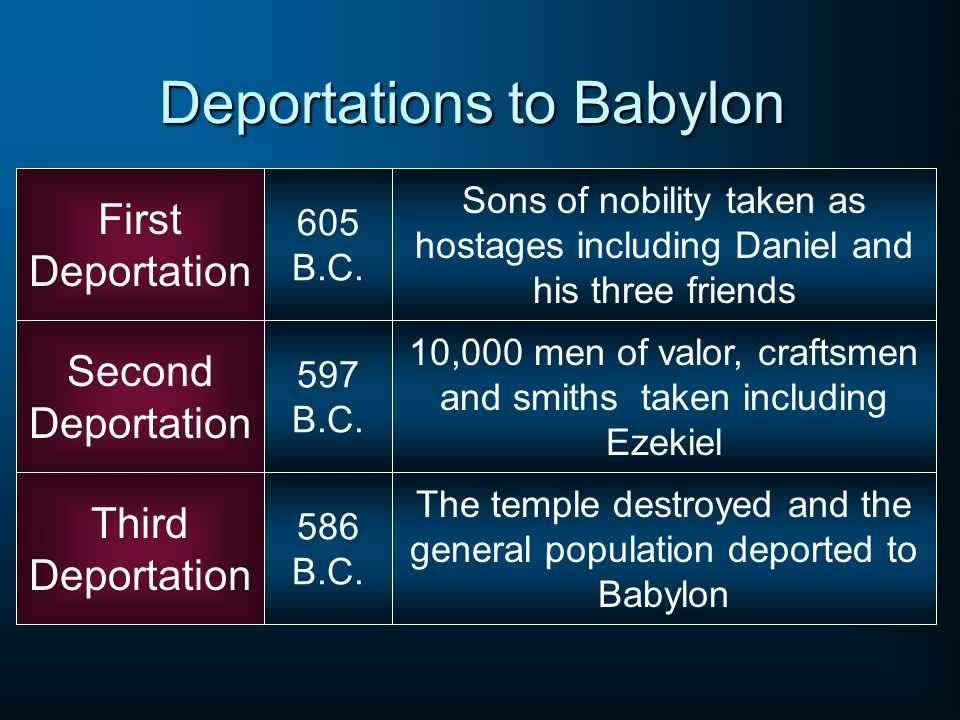 Deportations to Babylon
First
Deportation
605
B.C.
Sons of nobility taken as
hostages including Daniel and
his three friends
Second
Deportation
597
B.C.
10,000 men of valor, craftsmen
and smiths  taken including
Ezekiel
Third
Deportation
586
B.C.
The temple destroyed and the
general population deported to
Babylon